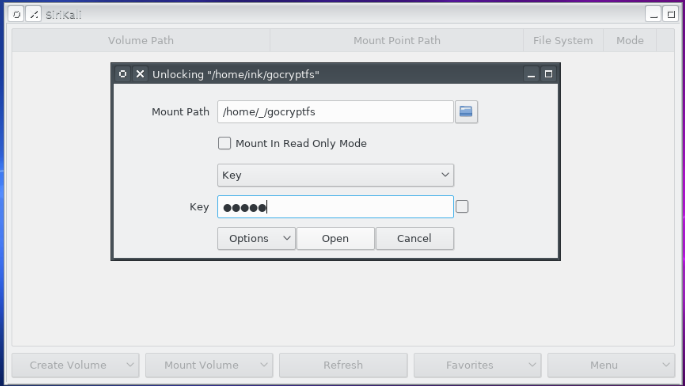 SiriKali
Volume Path Mount Point Path File System Mode
Unlocking "/home/ink/gocryptfs"
Mount Path /home/_/gocryptfs
Mount In Read Only Mode
Key
Key ●●●●●
Options Open Cancel
Create Volume Mount Volume Refresh Favorites Menu